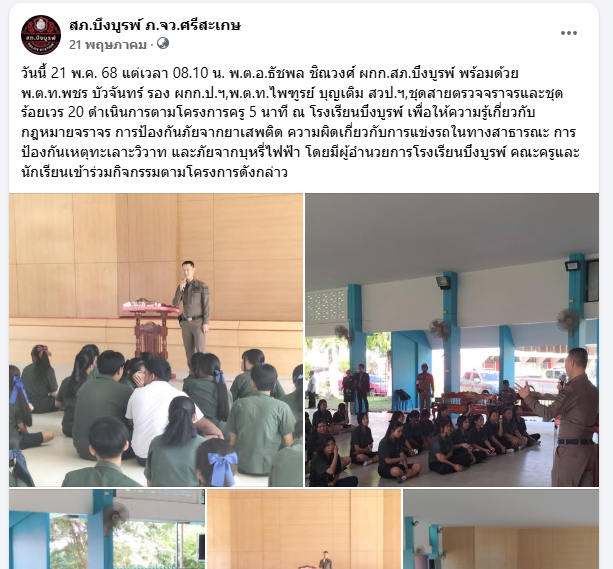 สภ.บึงบูรพ์ ภ.จว.ศรีสะเกษ
21 พฤษภาคม ·
วันนี้ 21 พ.ค. 68 แต่เวลา 08.10 น. พ.ต.อ.ธัชพล ชิณวงศ์ ผกก.สภ.บึงบูรพ์ พร้อมด้วย
พ.ต.ท.พชร บัวจันทร์ รอง ผกก.ป.ฯ,พ.ต.ท.ไพฑูรย์ บุญเดิม สวป.ฯ,ชุดสายตรวจจราจรและชุด
ร้อยเวร 20 ดำเนินการตามโครงการครู 5 นาที ณ โรงเรียนบึงบูรพ์ เพื่อให้ความรู้เกี่ยวกับ
กฎหมายจราจร การป้องกันภัยจากยาเสพติด ความผิดเกี่ยวกับการแข่งรถในทางสาธารณะ การ
ป้องกันเหตุทะเลาะวิวาท และภัยจากบุหรี่ไฟฟ้า โดยมีผู้อำนวยการโรงเรียนบึงบูรพ์ คณะครูและ
นักเรียนเข้าร่วมกิจกรรมตามโครงการดังกล่าว